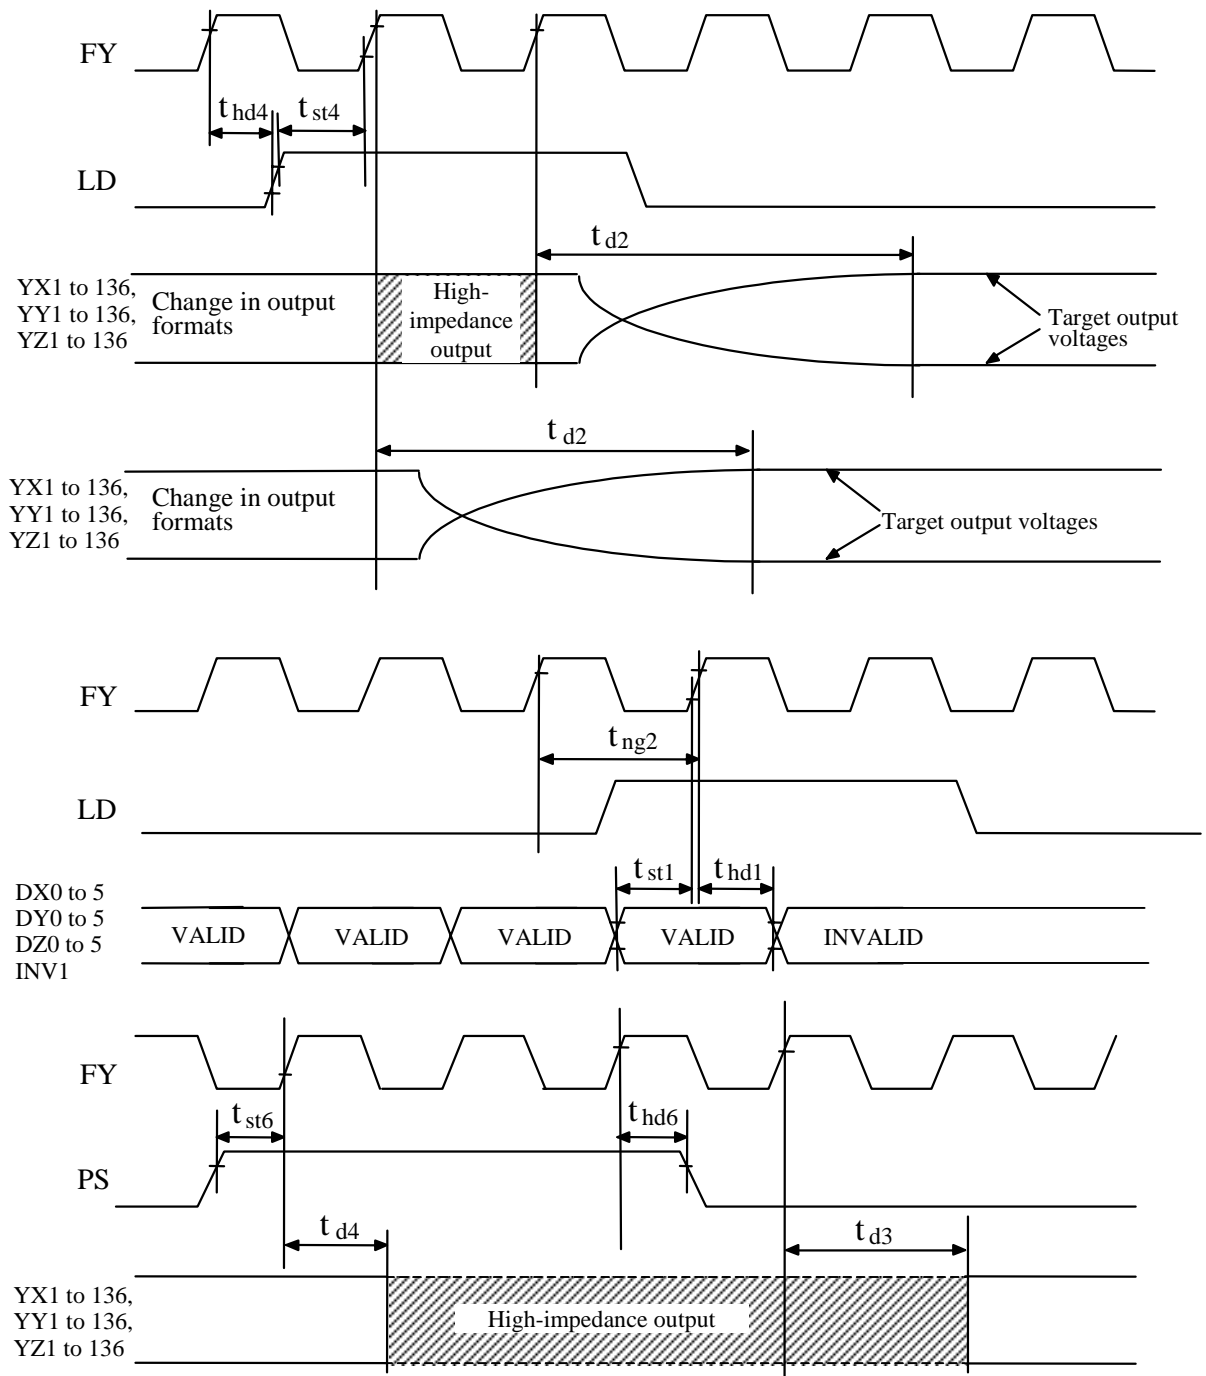 FY
t hd4
t st4
LD
t d2
YX1 to 136,
YY1 to 136,
YZ1 to 136
Change in output
formats
High-
impedance
output
Target output
voltages
t d2
YX1 to 136,
YY1 to 136,
YZ1 to 136
Change in output
formats
Target output voltages
FY
t ng2
LD
t st1
t hd1
DX0 to 5
DY0 to 5
DZ0 to 5
INV1
VALID
VALID
VALID
VALID
INVALID
FY
t st6
t hd6
PS
t d4
t d3
YX1 to 136,
YY1 to 136,
YZ1 to 136
High-impedance output